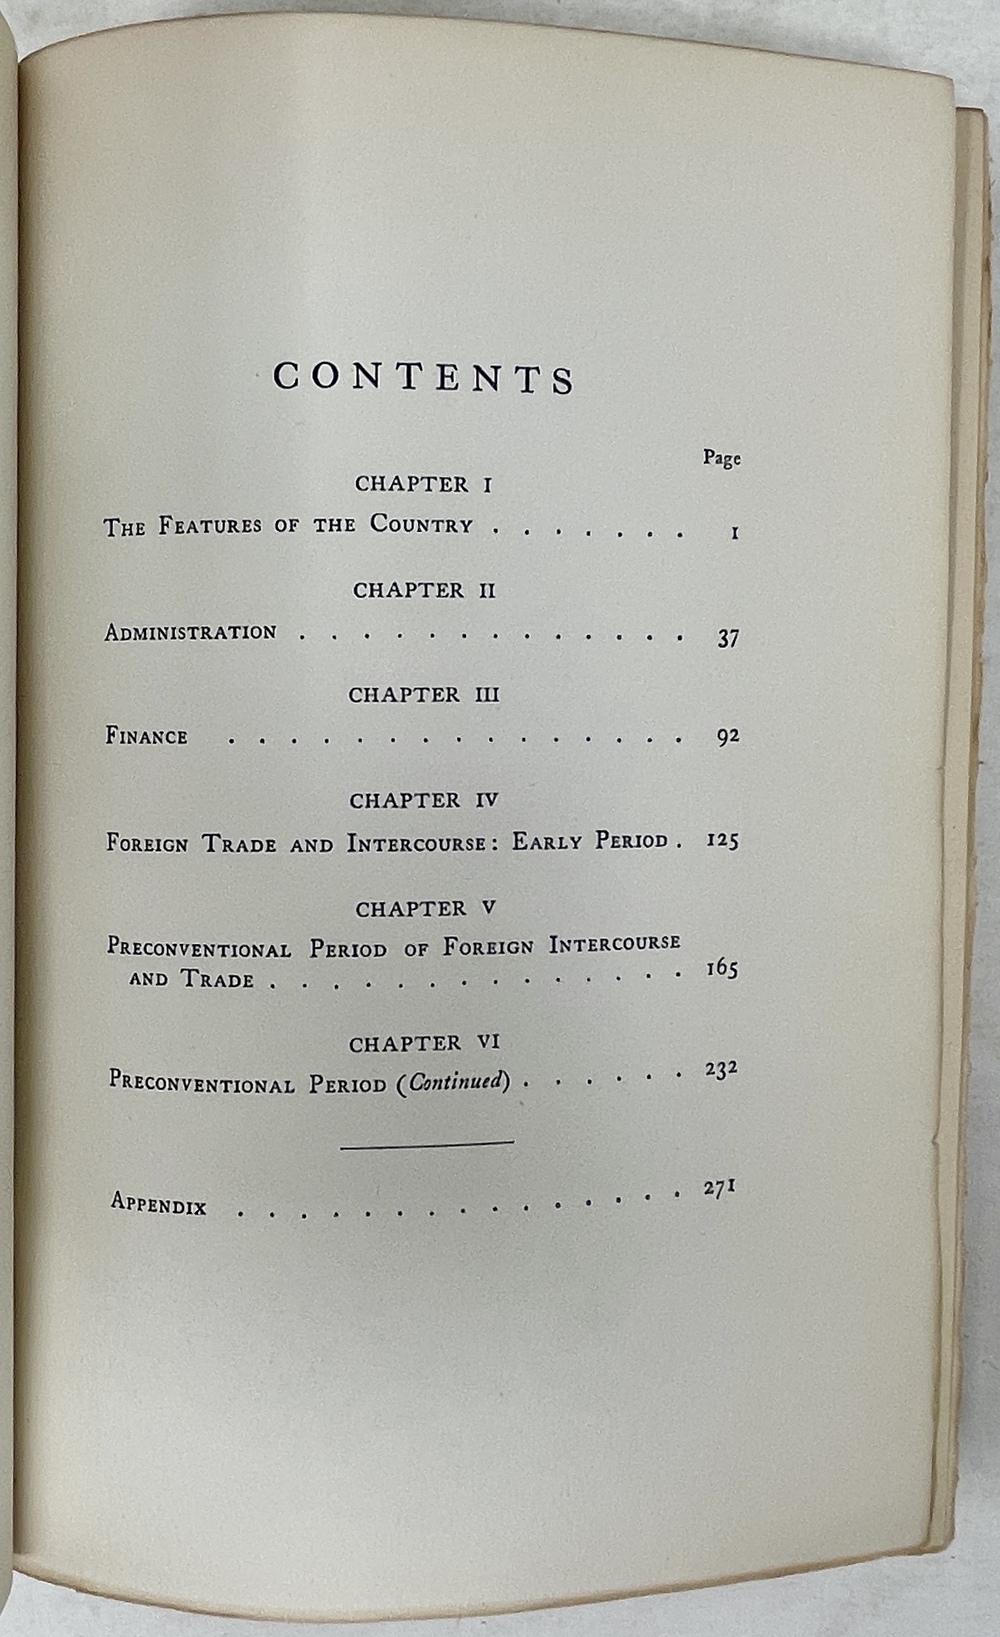 CONTENTS
Page
CHAPTER I
THE FEATURES OF THE COUNTRY . . . . . . . 1
CHAPTER II
ADMINISTRATION . . . . . . . . . . . . . 37
CHAPTER III
FINANCE . . . . . . . . . . . . . . . 92
CHAPTER IV
FOREIGN TRADE AND INTERCOURSE: EARLY PERIOD . 125
CHAPTER V
PRECONVENTIONAL PERIOD OF FOREIGN INTERCOURSE
AND TRADE . . . . . . . . . . . . . . 165
CHAPTER VI
PRECONVENTIONAL PERIOD (Continued) . . . . . . 232
APPENDIX . . . . . . . . . . . . . . . 271